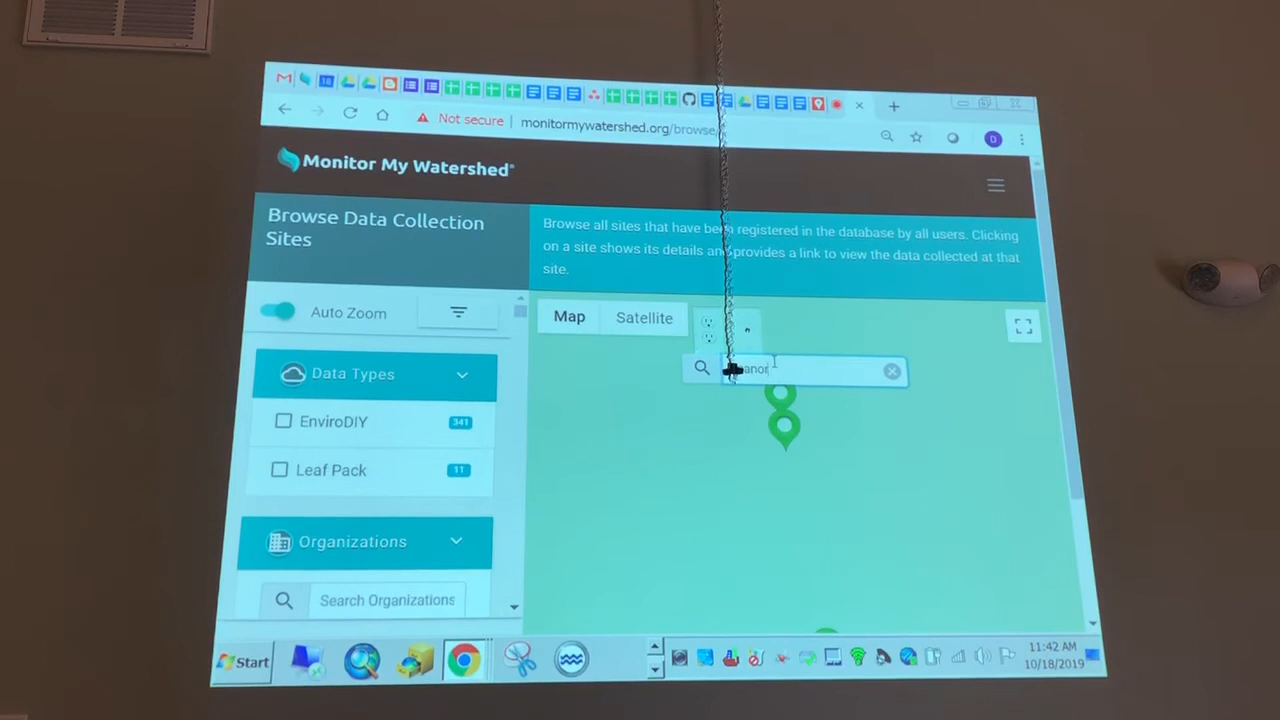 Not secure | monitormywatershed.org/browse
Monitor My Watershed®
Browse Data Collection
Sites
Browse all sites that have been registered in the database by all users. Clicking
on a site shows its details and provides a link to view the data collected at that
site.
Auto Zoom
Map Satellite
Data Types
EnviroDIY 341
Leaf Pack 11
Organizations
Search Organizations
Start
11:42 AM
10/18/2019